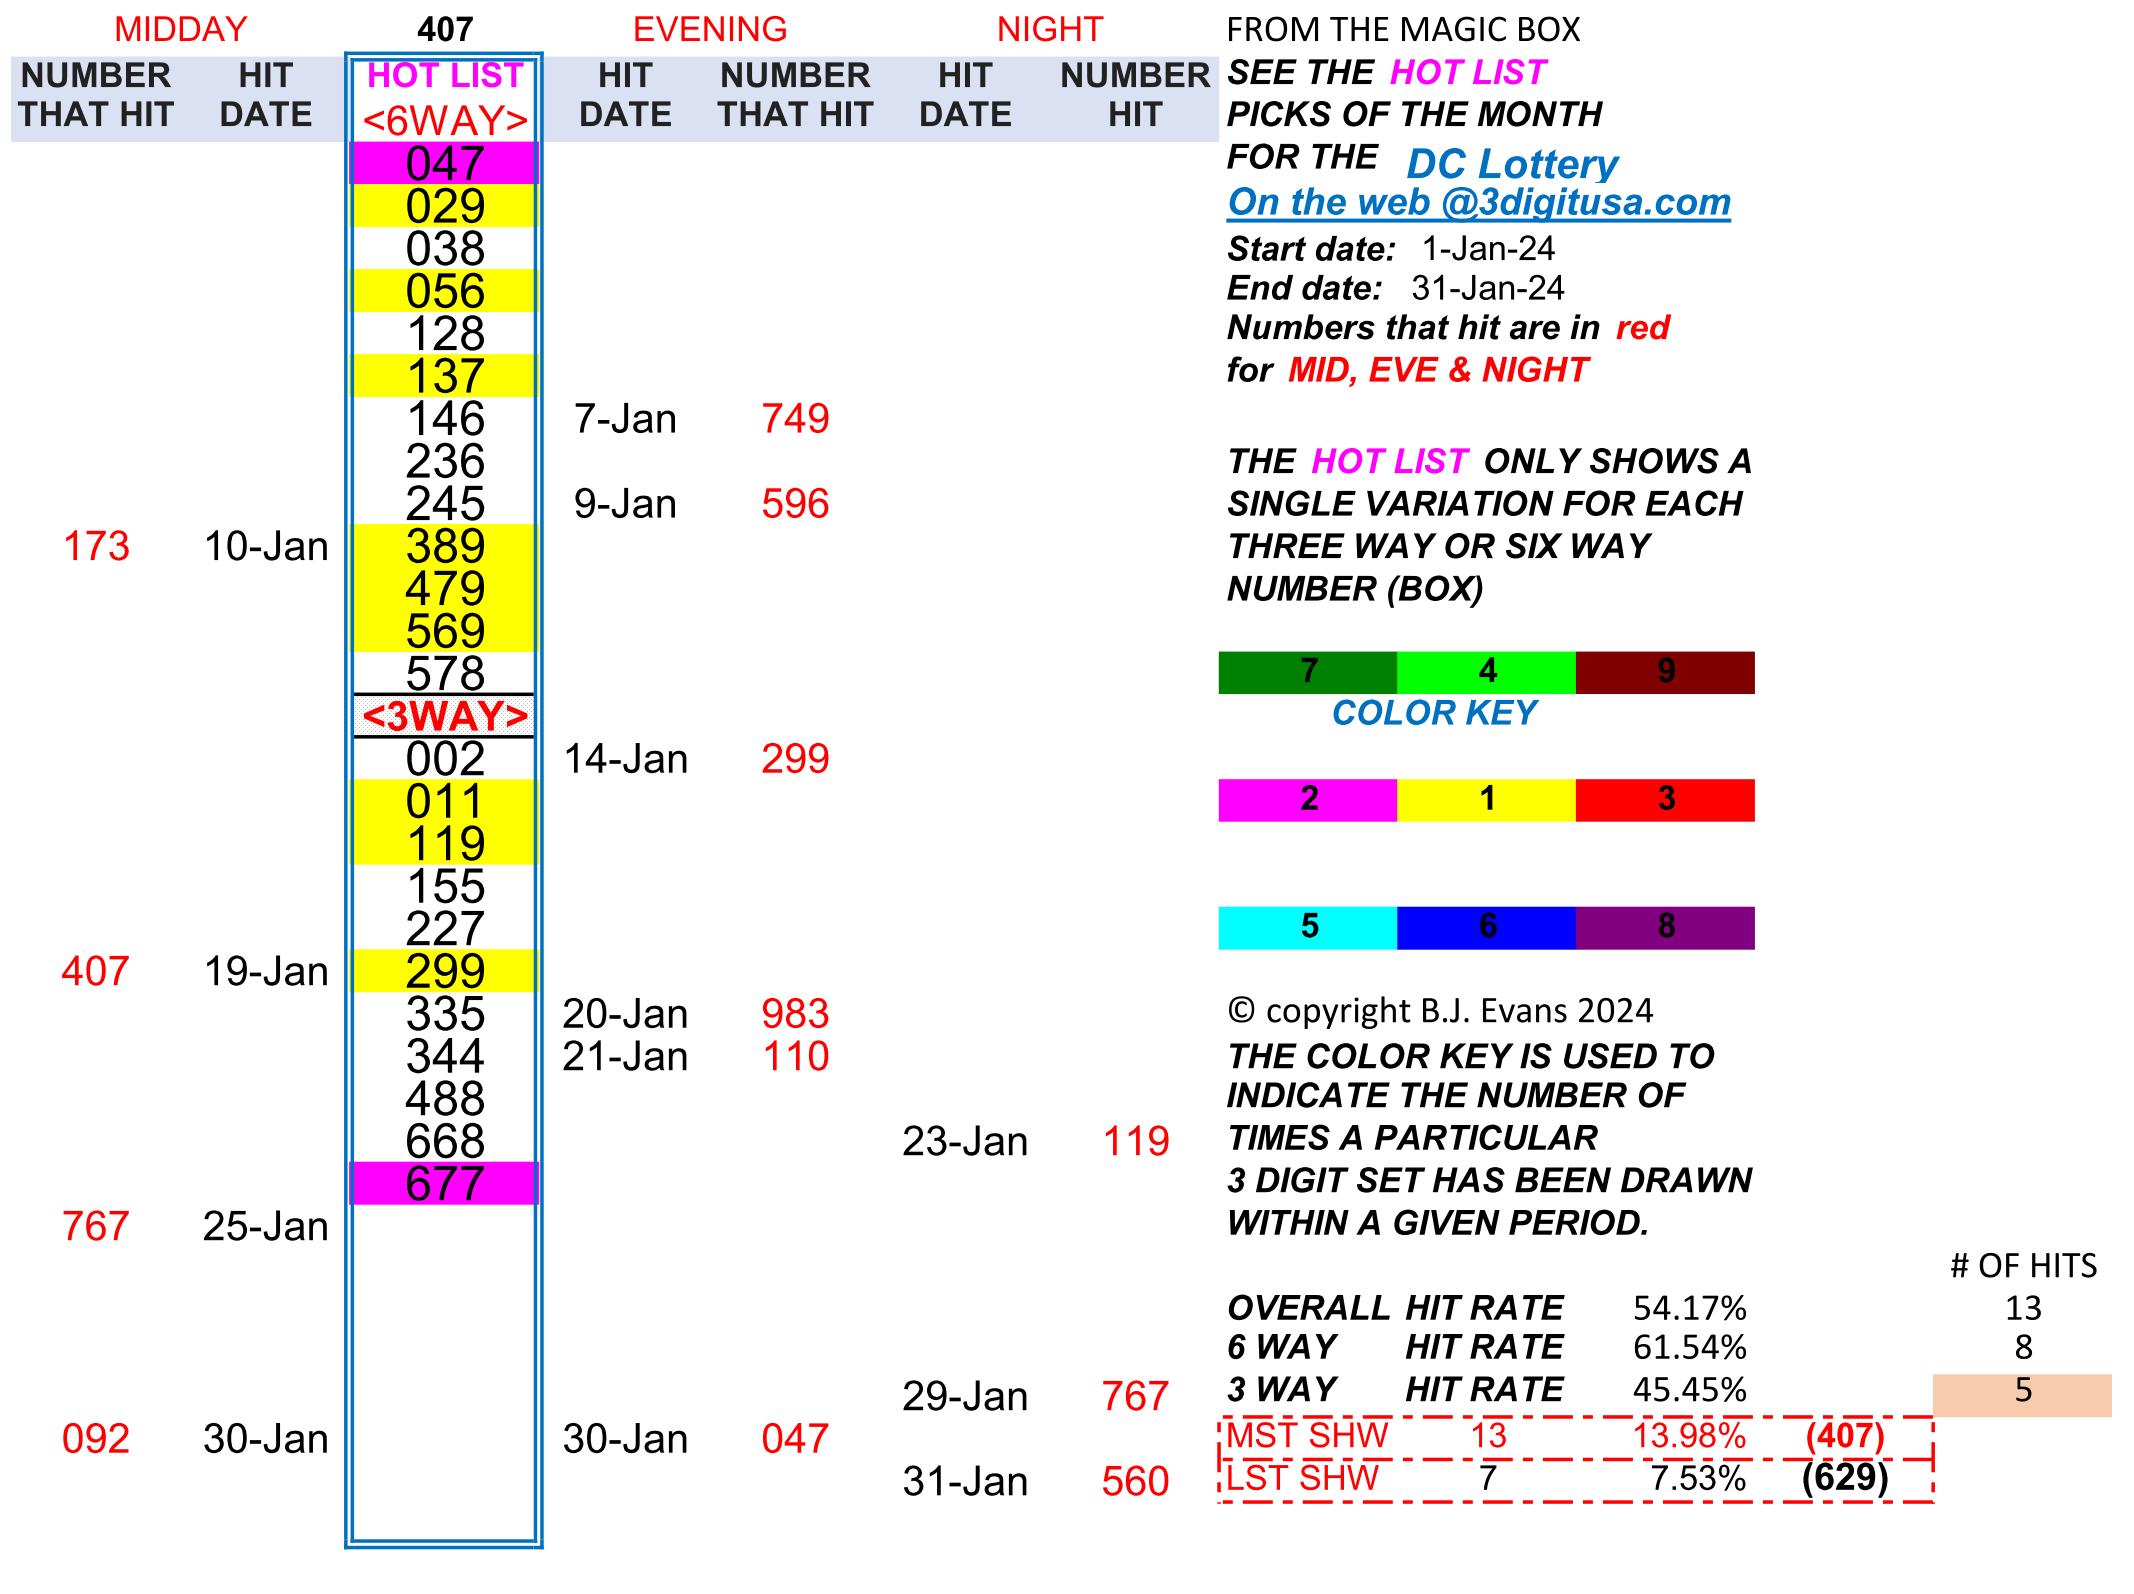 MIDDAY 407 EVENING NIGHT FROM THE MAGIC BOX
NUMBER HIT HOT LIST HIT NUMBER HIT NUMBER SEE THE HOT LIST
THAT HIT DATE <6WAY> DATE THAT HIT DATE HIT PICKS OF THE MONTH
047 FOR THE DC Lottery
029 On the web @3digitusa.com
038 Start date: 1-Jan-24
056 End date: 31-Jan-24
128 Numbers that hit are in red
137 for MID, EVE & NIGHT
146 7-Jan 749
236 THE HOT LIST ONLY SHOWS A
245 9-Jan 596 SINGLE VARIATION FOR EACH
173 10-Jan 389 THREE WAY OR SIX WAY
479 NUMBER (BOX)
569
578 7 4 9
<3WAY> COLOR KEY
002 14-Jan 299
011 2 1 3
119
155
227 5 6 8
407 19-Jan 299
335 20-Jan 983 © copyright B.J. Evans 2024
344 21-Jan 110 THE COLOR KEY IS USED TO
488 INDICATE THE NUMBER OF
668 23-Jan 119 TIMES A PARTICULAR
677 3 DIGIT SET HAS BEEN DRAWN
767 25-Jan WITHIN A GIVEN PERIOD.
# OF HITS
OVERALL HIT RATE 54.17% 13
6 WAY HIT RATE 61.54% 8
29-Jan 767 3 WAY HIT RATE 45.45% 5
092 30-Jan 30-Jan 047 MST SHW 13 13.98% (407)
31-Jan 560 LST SHW 7 7.53% (629)